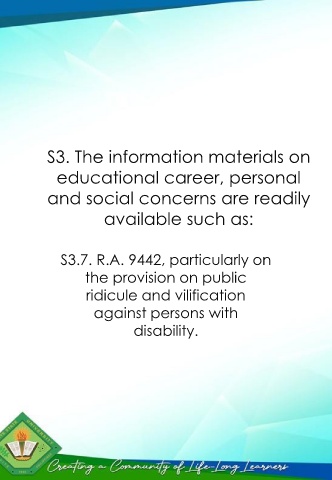 S3. The information materials on
educational career, personal
and social concerns are readily
available such as:
S3.7. R.A. 9442, particularly on
the provision on public
ridicule and vilification
against persons with
disability.
Creating a Community of Life-Long Learners